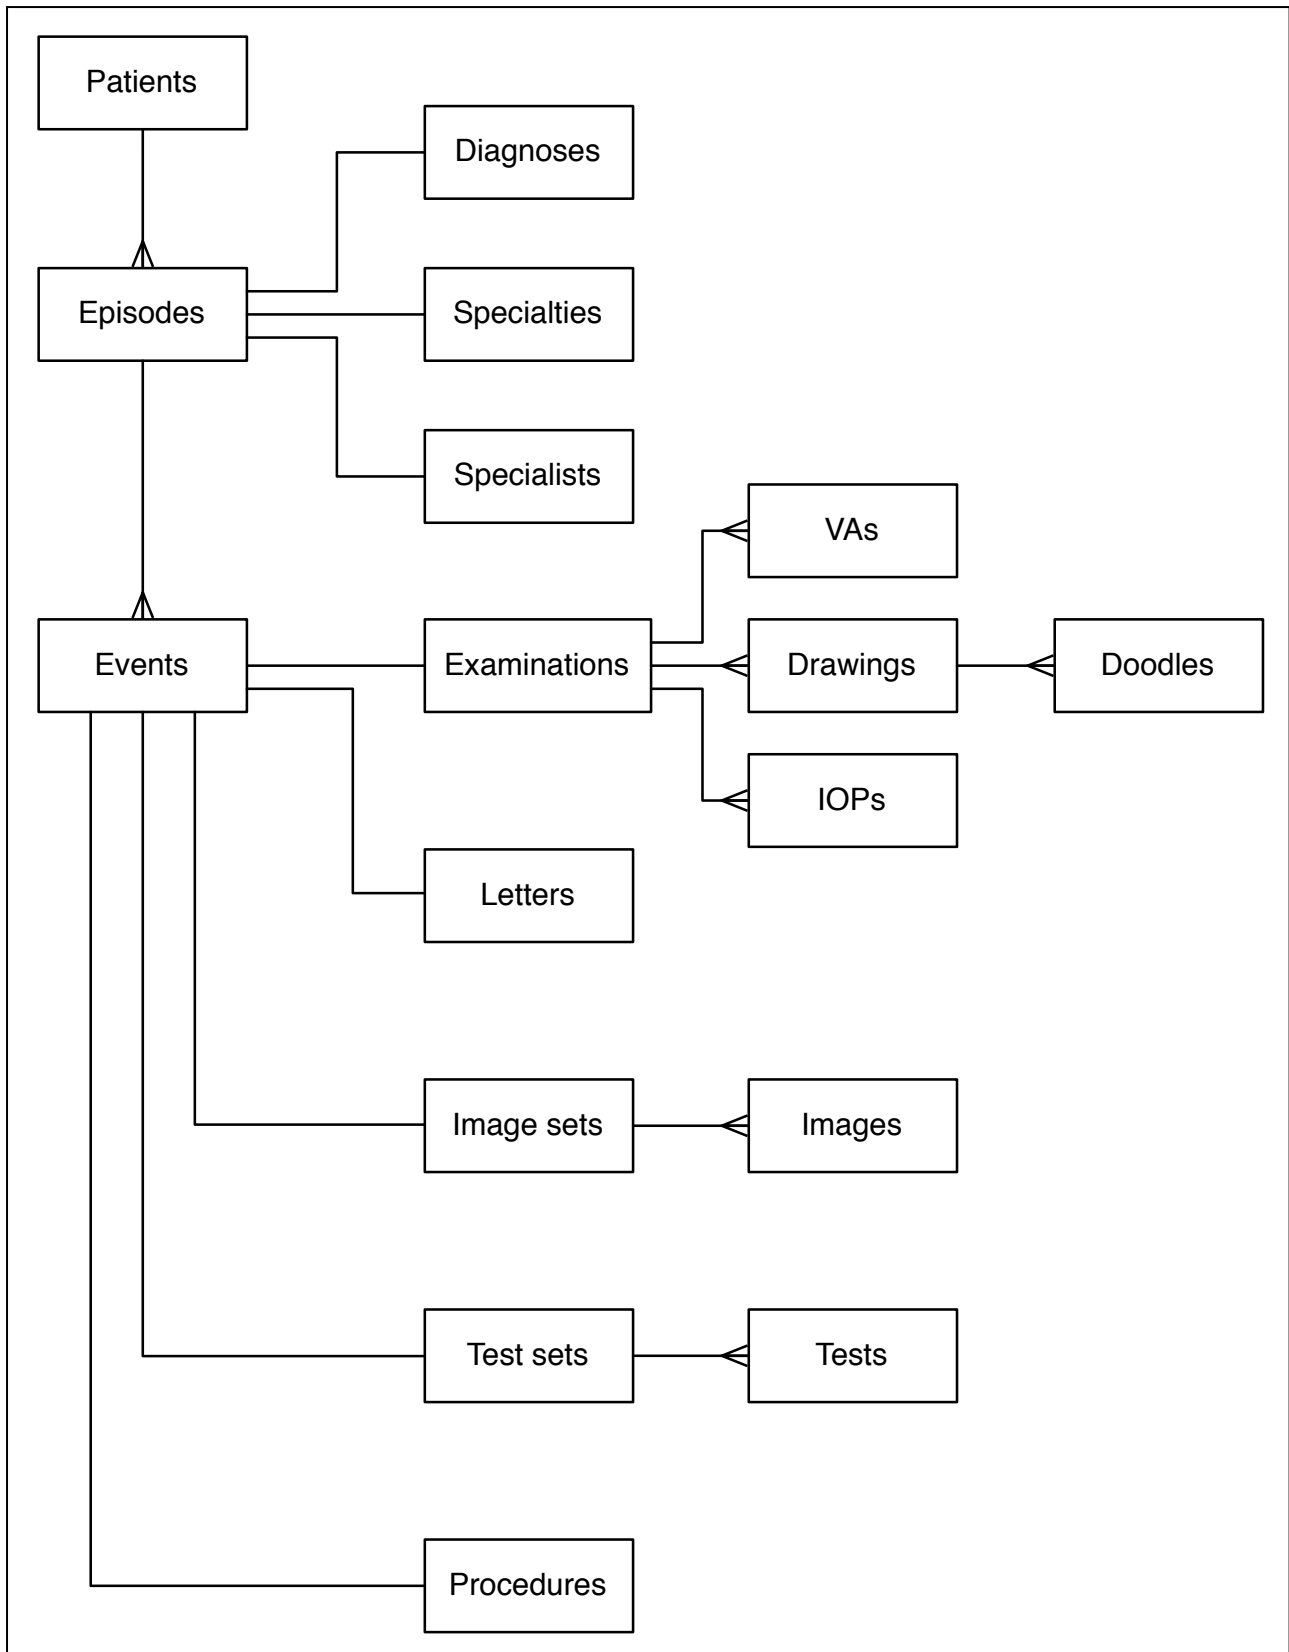 Patients
Diagnoses
Episodes
Specialties
Specialists
VAs
Events
Examinations
Drawings
Doodles
IOPs
Letters
Image sets
Images
Test sets
Tests
Procedures